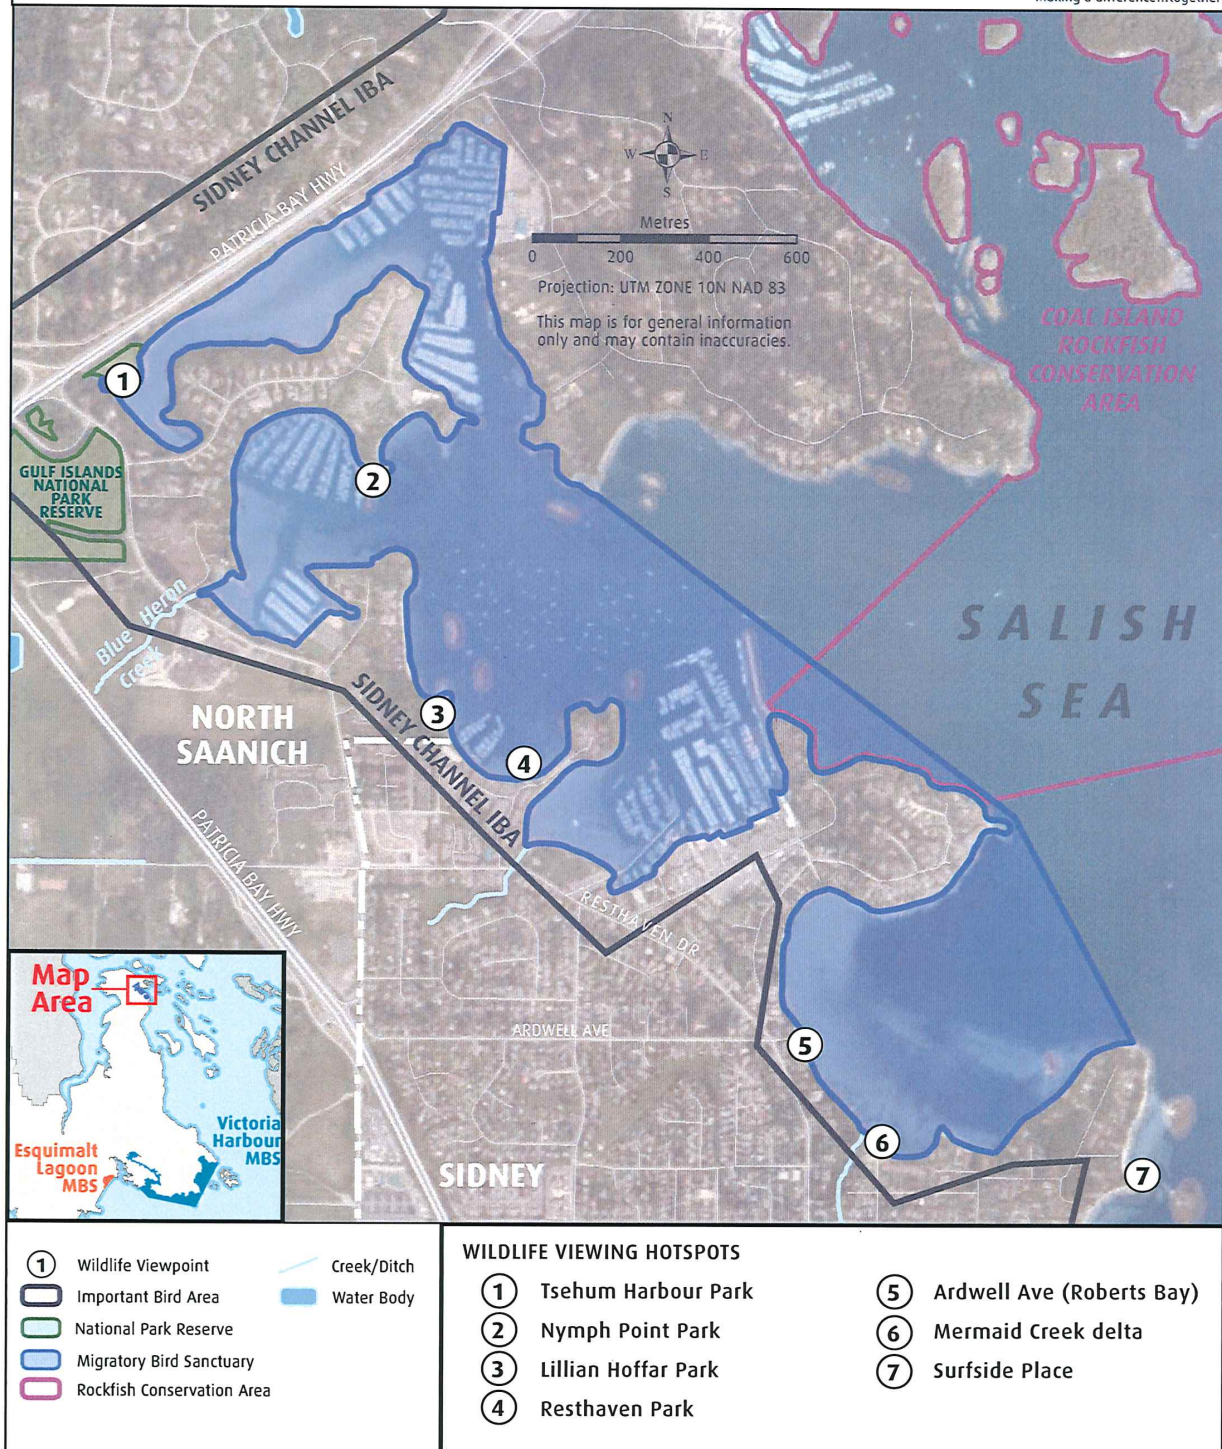 SIDNEY CHANNEL IBA
PATRICIA BAY HWY
N
W E
S
Metres
0 200 400 600
Projection: UTM ZONE 10N NAD 83
This map is for general information
only and may contain inaccuracies.
COAL ISLAND
ROCKFISH
CONSERVATION
AREA
1
GULF ISLANDS
NATIONAL
PARK
RESERVE
2
Blue Heron
Creek
SALISH
SEA
NORTH
SAANICH
SIDNEY CHANNEL IBA
3
4
PATRICIA BAY HWY
RESTHAVEN DR
ARDWELL AVE
5
6
7
SIDNEY
Map
Area
Victoria
Harbour
MBS
Esquimalt
Lagoon
MBS
1 Wildlife Viewpoint
Important Bird Area
National Park Reserve
Migratory Bird Sanctuary
Rockfish Conservation Area
Creek/Ditch
Water Body
WILDLIFE VIEWING HOTSPOTS
1 Tsehum Harbour Park
2 Nymph Point Park
3 Lillian Hoffar Park
4 Resthaven Park
5 Ardwell Ave (Roberts Bay)
6 Mermaid Creek delta
7 Surfside Place